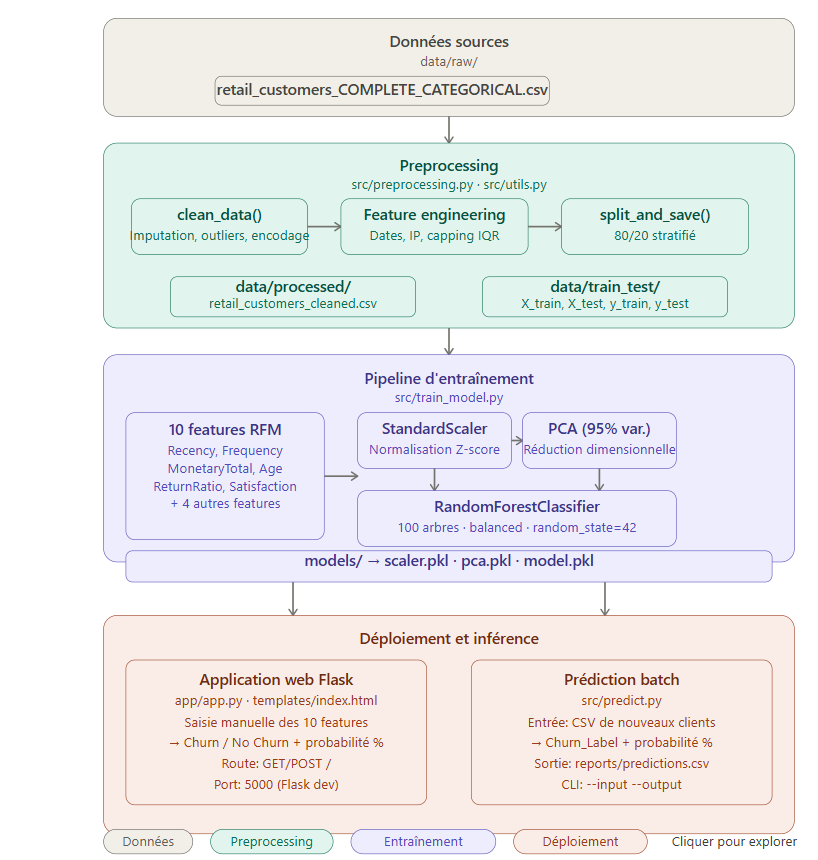 Données sources
data/raw/
retail_customers_COMPLETE_CATEGORICAL.csv
Preprocessing
src/preprocessing.py · src/utils.py
clean_data()
Imputation, outliers, encodage
Feature engineering
Dates, IP, capping IQR
split_and_save()
80/20 stratifié
data/processed/
retail_customers_cleaned.csv
data/train_test/
X_train, X_test, y_train, y_test
Pipeline d'entraînement
src/train_model.py
10 features RFM
Recency, Frequency
MonetaryTotal, Age
ReturnRatio, Satisfaction
+ 4 autres features
StandardScaler
Normalisation Z-score
PCA (95% var.)
Réduction dimensionnelle
RandomForestClassifier
100 arbres · balanced · random_state=42
models/ → scaler.pkl · pca.pkl · model.pkl
Déploiement et inférence
Application web Flask
app/app.py · templates/index.html
Saisie manuelle des 10 features
→ Churn / No Churn + probabilité %
Route: GET/POST /
Port: 5000 (Flask dev)
Prédiction batch
src/predict.py
Entrée: CSV de nouveaux clients
→ Churn_Label + probabilité %
Sortie: reports/predictions.csv
CLI: --input --output
Données
Preprocessing
Entraînement
Déploiement
Cliquer pour explorer